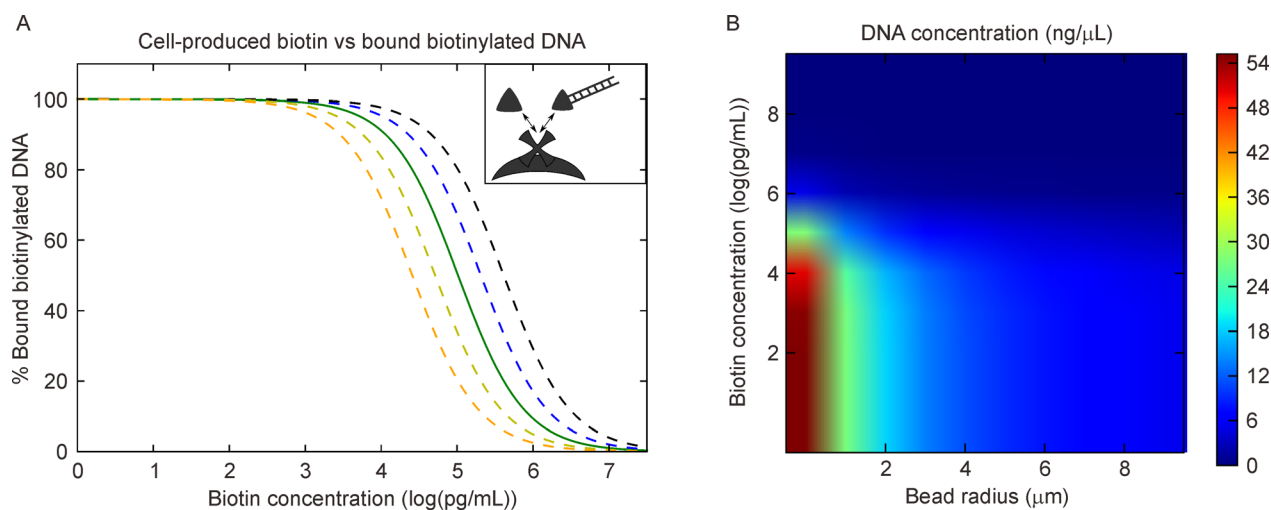 A
Cell-produced biotin vs bound biotinylated DNA
% Bound biotinylated DNA
100
80
60
40
20
0
0 1 2 3 4 5 6 7
Biotin concentration (log(pg/mL))
B
DNA concentration (ng/μL)
Biotin concentration (log(pg/mL))
8
6
4
2
2 4 6 8
Bead radius (μm)
54
48
42
36
30
24
18
12
6
0